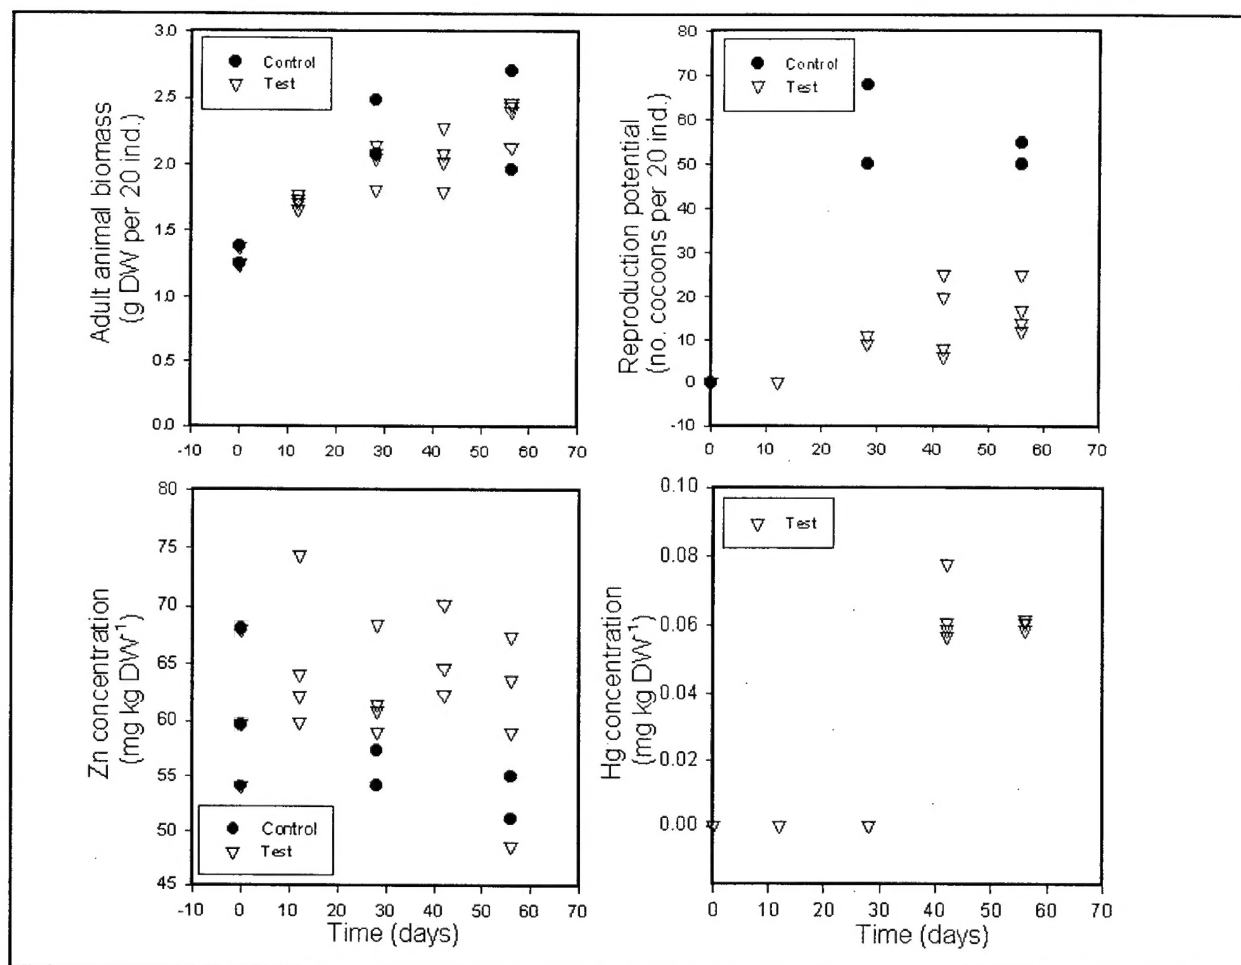 3.0
2.5
2.0
1.5
1.0
0.5
0.0
Adult animal biomass
(g DW per 20 ind.)
Control
Test
-10 0 10 20 30 40 50 60 70
80
70
60
50
40
30
20
10
0
-10
Reproduction potential
(no. cocoons per 20 ind.)
Control
Test
0 10 20 30 40 50 60 70
80
75
70
65
60
55
50
45
Zn concentration
(mg kg DW⁻¹)
Control
Test
-10 0 10 20 30 40 50 60 70
Time (days)
0.10
0.08
0.06
0.04
0.02
0.00
Hg concentration
(mg kg DW⁻¹)
Test
0 10 20 30 40 50 60 70
Time (days)